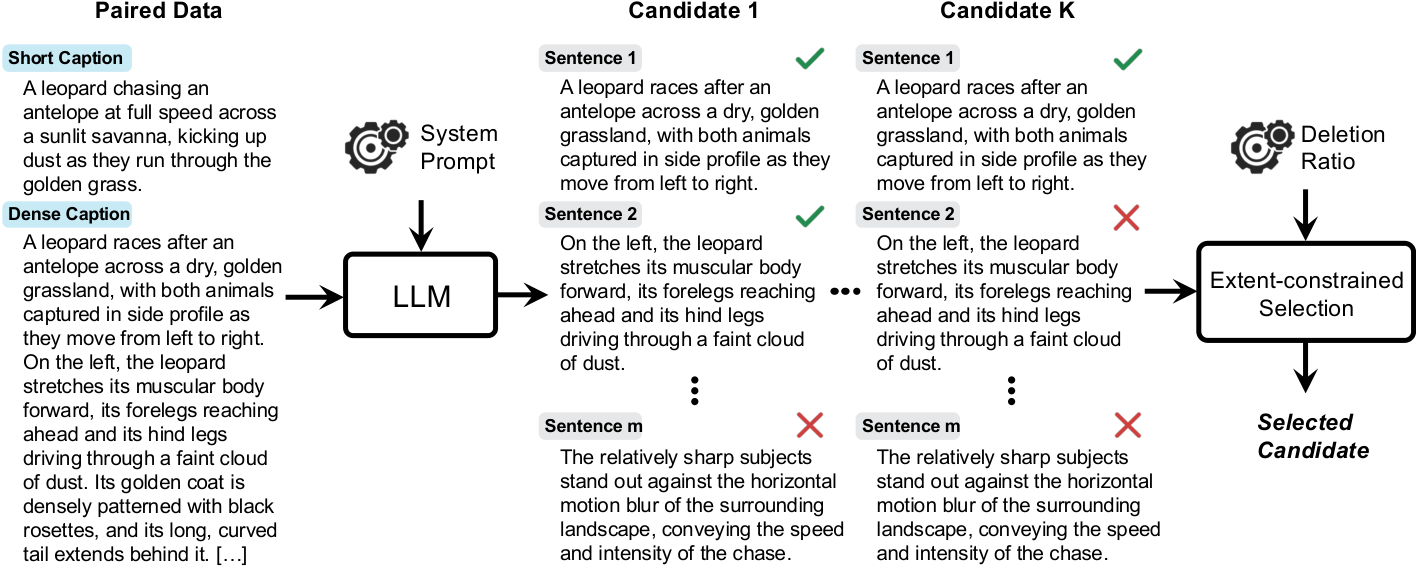 Paired Data
Short Caption
A leopard chasing an
antelope at full speed across
a sunlit savanna, kicking up
dust as they run through the
golden grass.
Dense Caption
A leopard races after an
antelope across a dry, golden
grassland, with both animals
captured in side profile as
they move from left to right.
On the left, the leopard
stretches its muscular body
forward, its forelegs reaching
ahead and its hind legs
driving through a faint cloud
of dust. Its golden coat is
densely patterned with black
rosettes, and its long, curved
tail extends behind it. [...]
System
Prompt
LLM
Candidate 1
Sentence 1
A leopard races after an
antelope across a dry, golden
grassland, with both animals
captured in side profile as they
move from left to right.
Sentence 2
On the left, the leopard
stretches its muscular body
forward, its forelegs reaching
ahead and its hind legs
driving through a faint cloud
of dust.
Sentence m
The relatively sharp subjects
stand out against the horizontal
motion blur of the surrounding
landscape, conveying the speed
and intensity of the chase.
Candidate K
Sentence 1
A leopard races after an
antelope across a dry, golden
grassland, with both animals
captured in side profile as they
move from left to right.
Sentence 2
On the left, the leopard
stretches its muscular body
forward, its forelegs reaching
ahead and its hind legs
driving through a faint cloud
of dust.
Sentence m
The relatively sharp subjects
stand out against the horizontal
motion blur of the surrounding
landscape, conveying the speed
and intensity of the chase.
Deletion
Ratio
Extent-constrained
Selection
Selected
Candidate